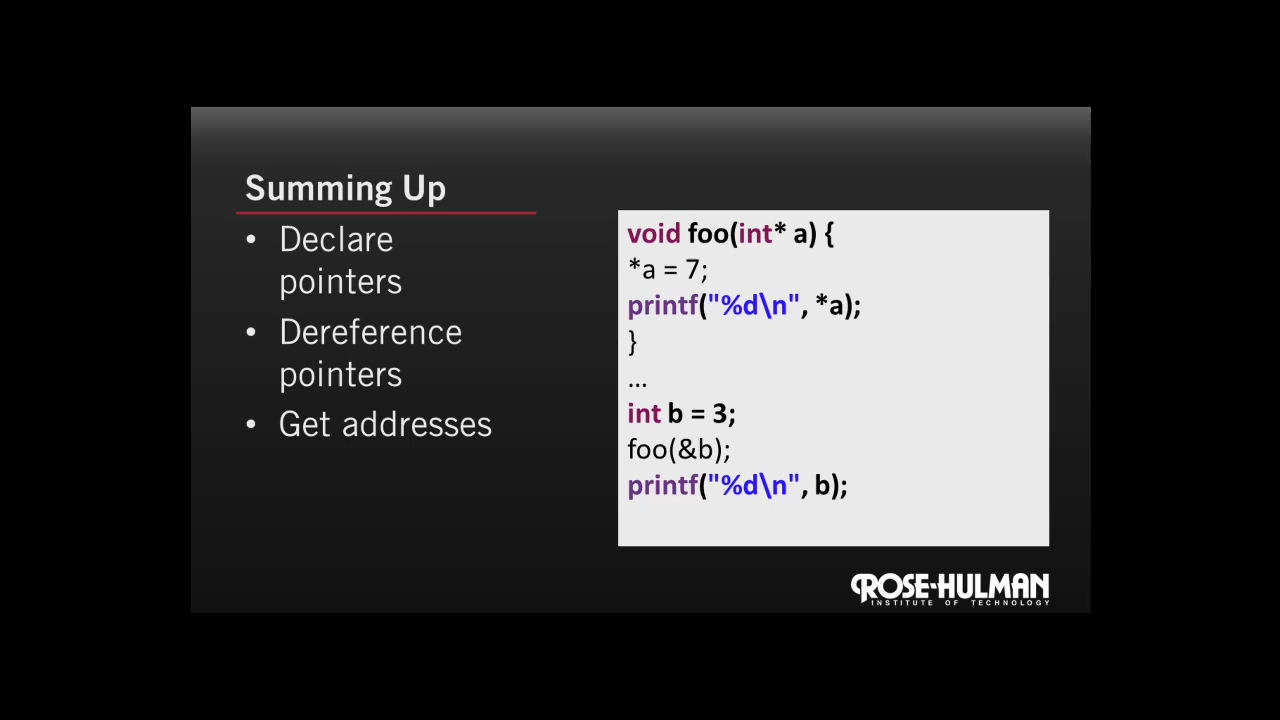 Summing Up
• Declare
pointers
• Dereference
pointers
• Get addresses
void foo(int* a) {
*a = 7;
printf("%d\n", *a);
}
…
int b = 3;
foo(&b);
printf("%d\n", b);
ROSE-HULMAN
INSTITUTE OF TECHNOLOGY